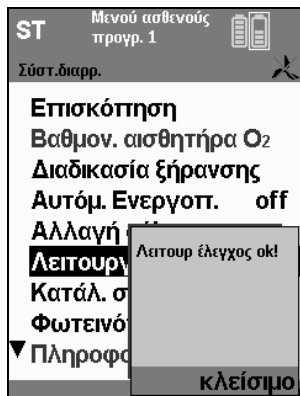 ST
Μενού ασθενούς
προγρ. 1
Σύστ.διαρρ.
Επισκόπηση
Βαθμον. αισθητήρα O2
Διαδικασία ξήρανσης
Αυτόμ. Ενεργοπ. off
Αλλαγή
Λειτουργ
Κατάλ. σ
Φωτεινότ
Πληροφο
Λειτουρ έλεγχος ok!
κλείσιμο